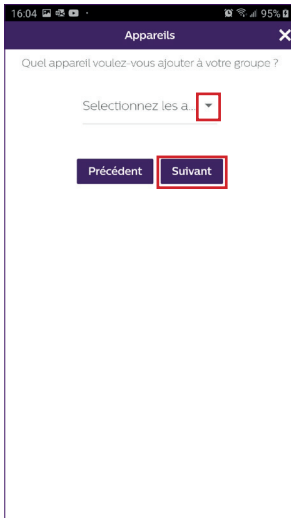 16:04 95%
Appareils
Quel appareil voulez-vous ajouter à votre groupe ?
Selectionnez les a...
Précédent Suivant